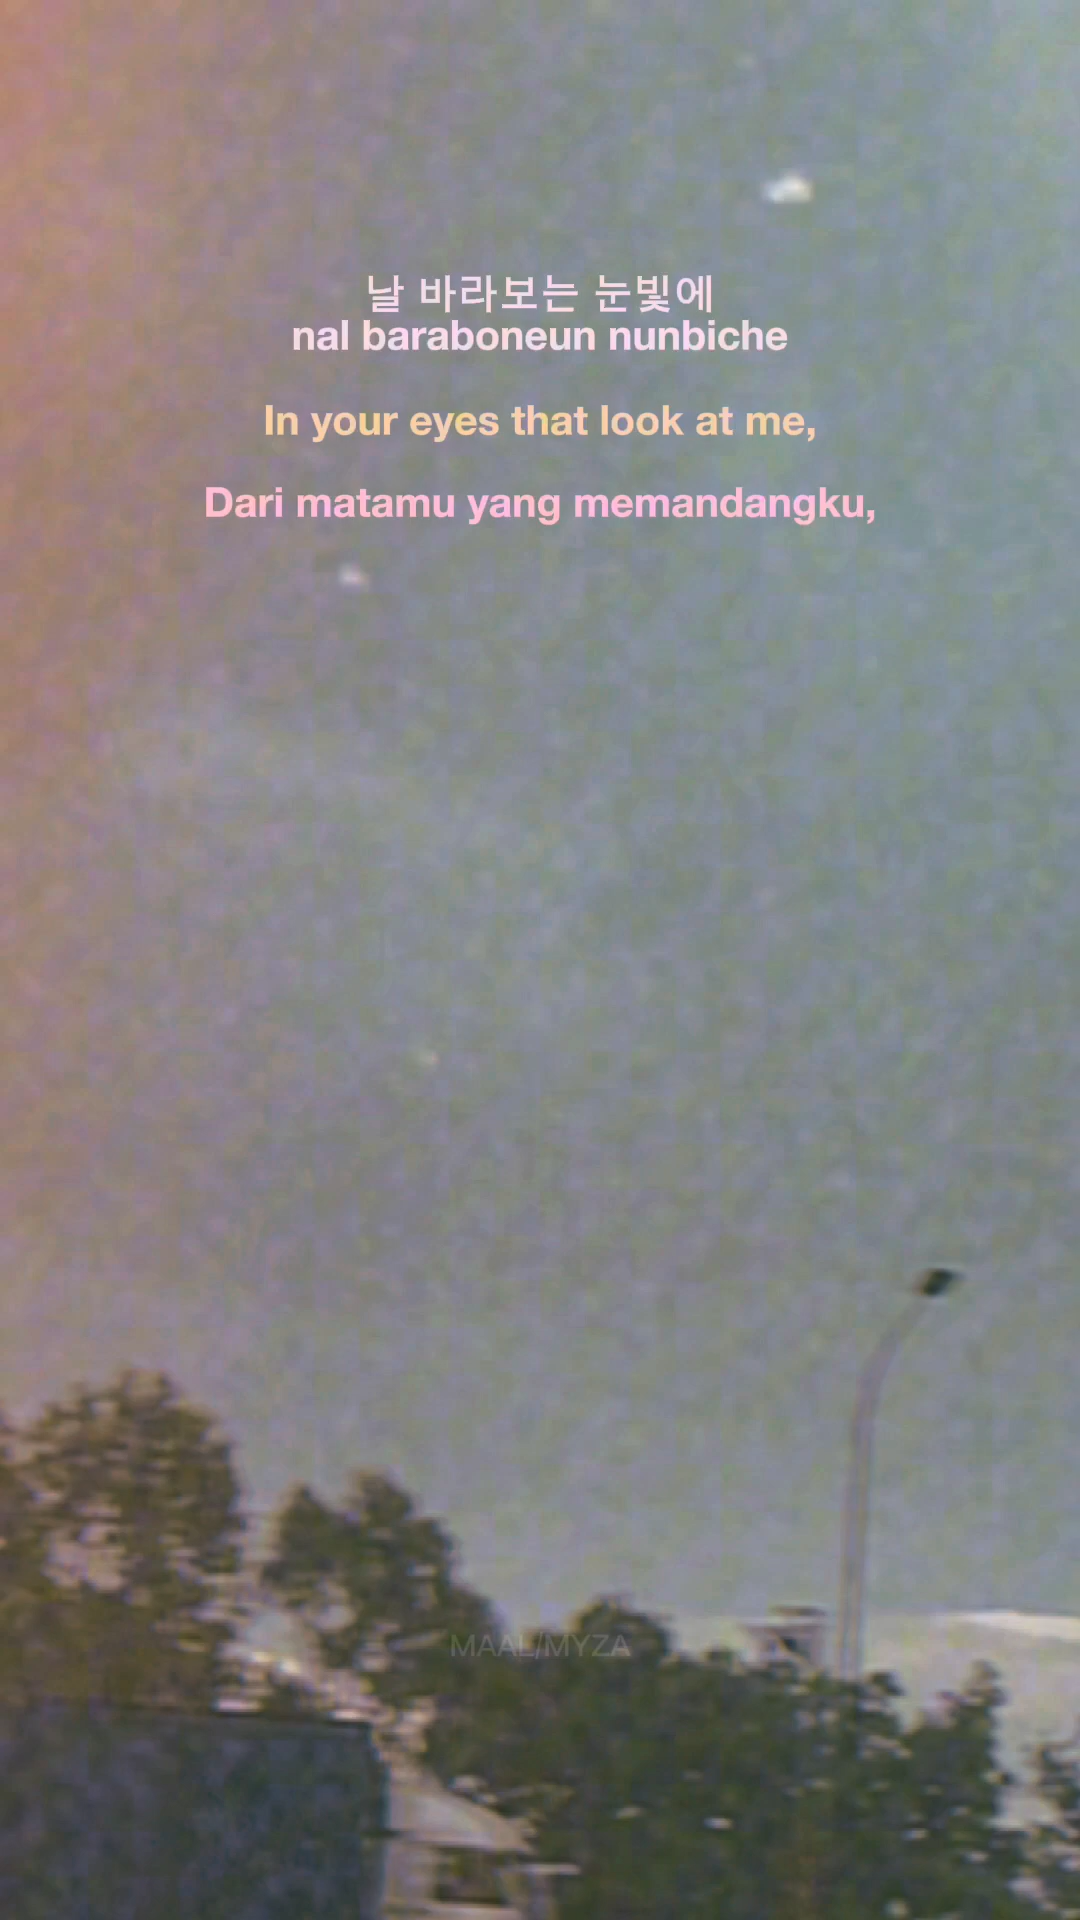 날 바라보는 눈빛에
nal baraboneun nunbiche
In your eyes that look at me,
Dari matamu yang memandangku,
MAAL/MYZA